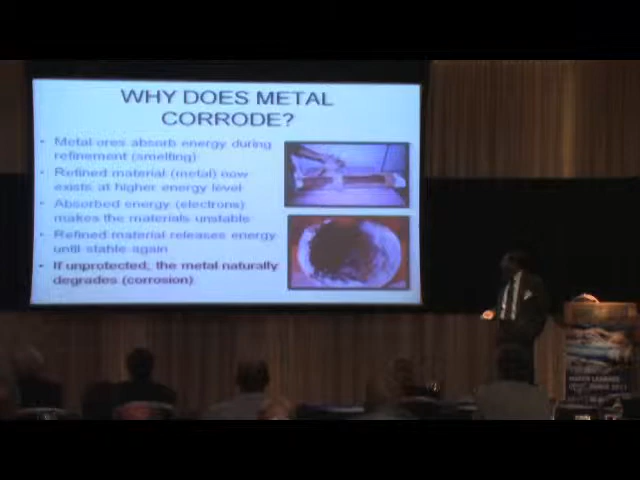 WHY DOES METAL
CORRODE?
• Metal ores absorb energy during
refinement (smelting)
• Refined material (metal) now
exists at higher energy level
• Absorbed energy (electrons)
makes the materials unstable
• Refined material releases energy
until stable again
• If unprotected, the metal naturally
degrades (corrosion)